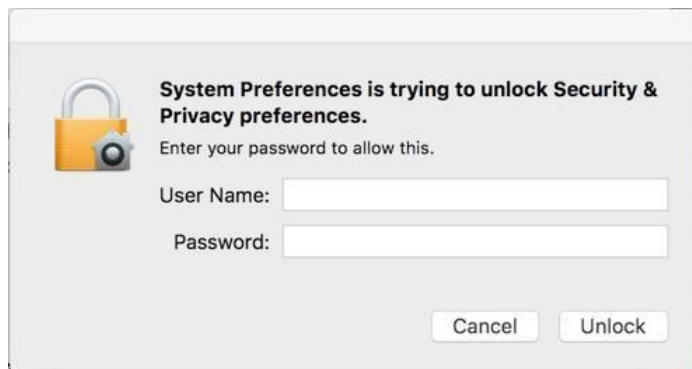 System Preferences is trying to unlock Security &
Privacy preferences.
Enter your password to allow this.
User Name:
Password:
Cancel
Unlock